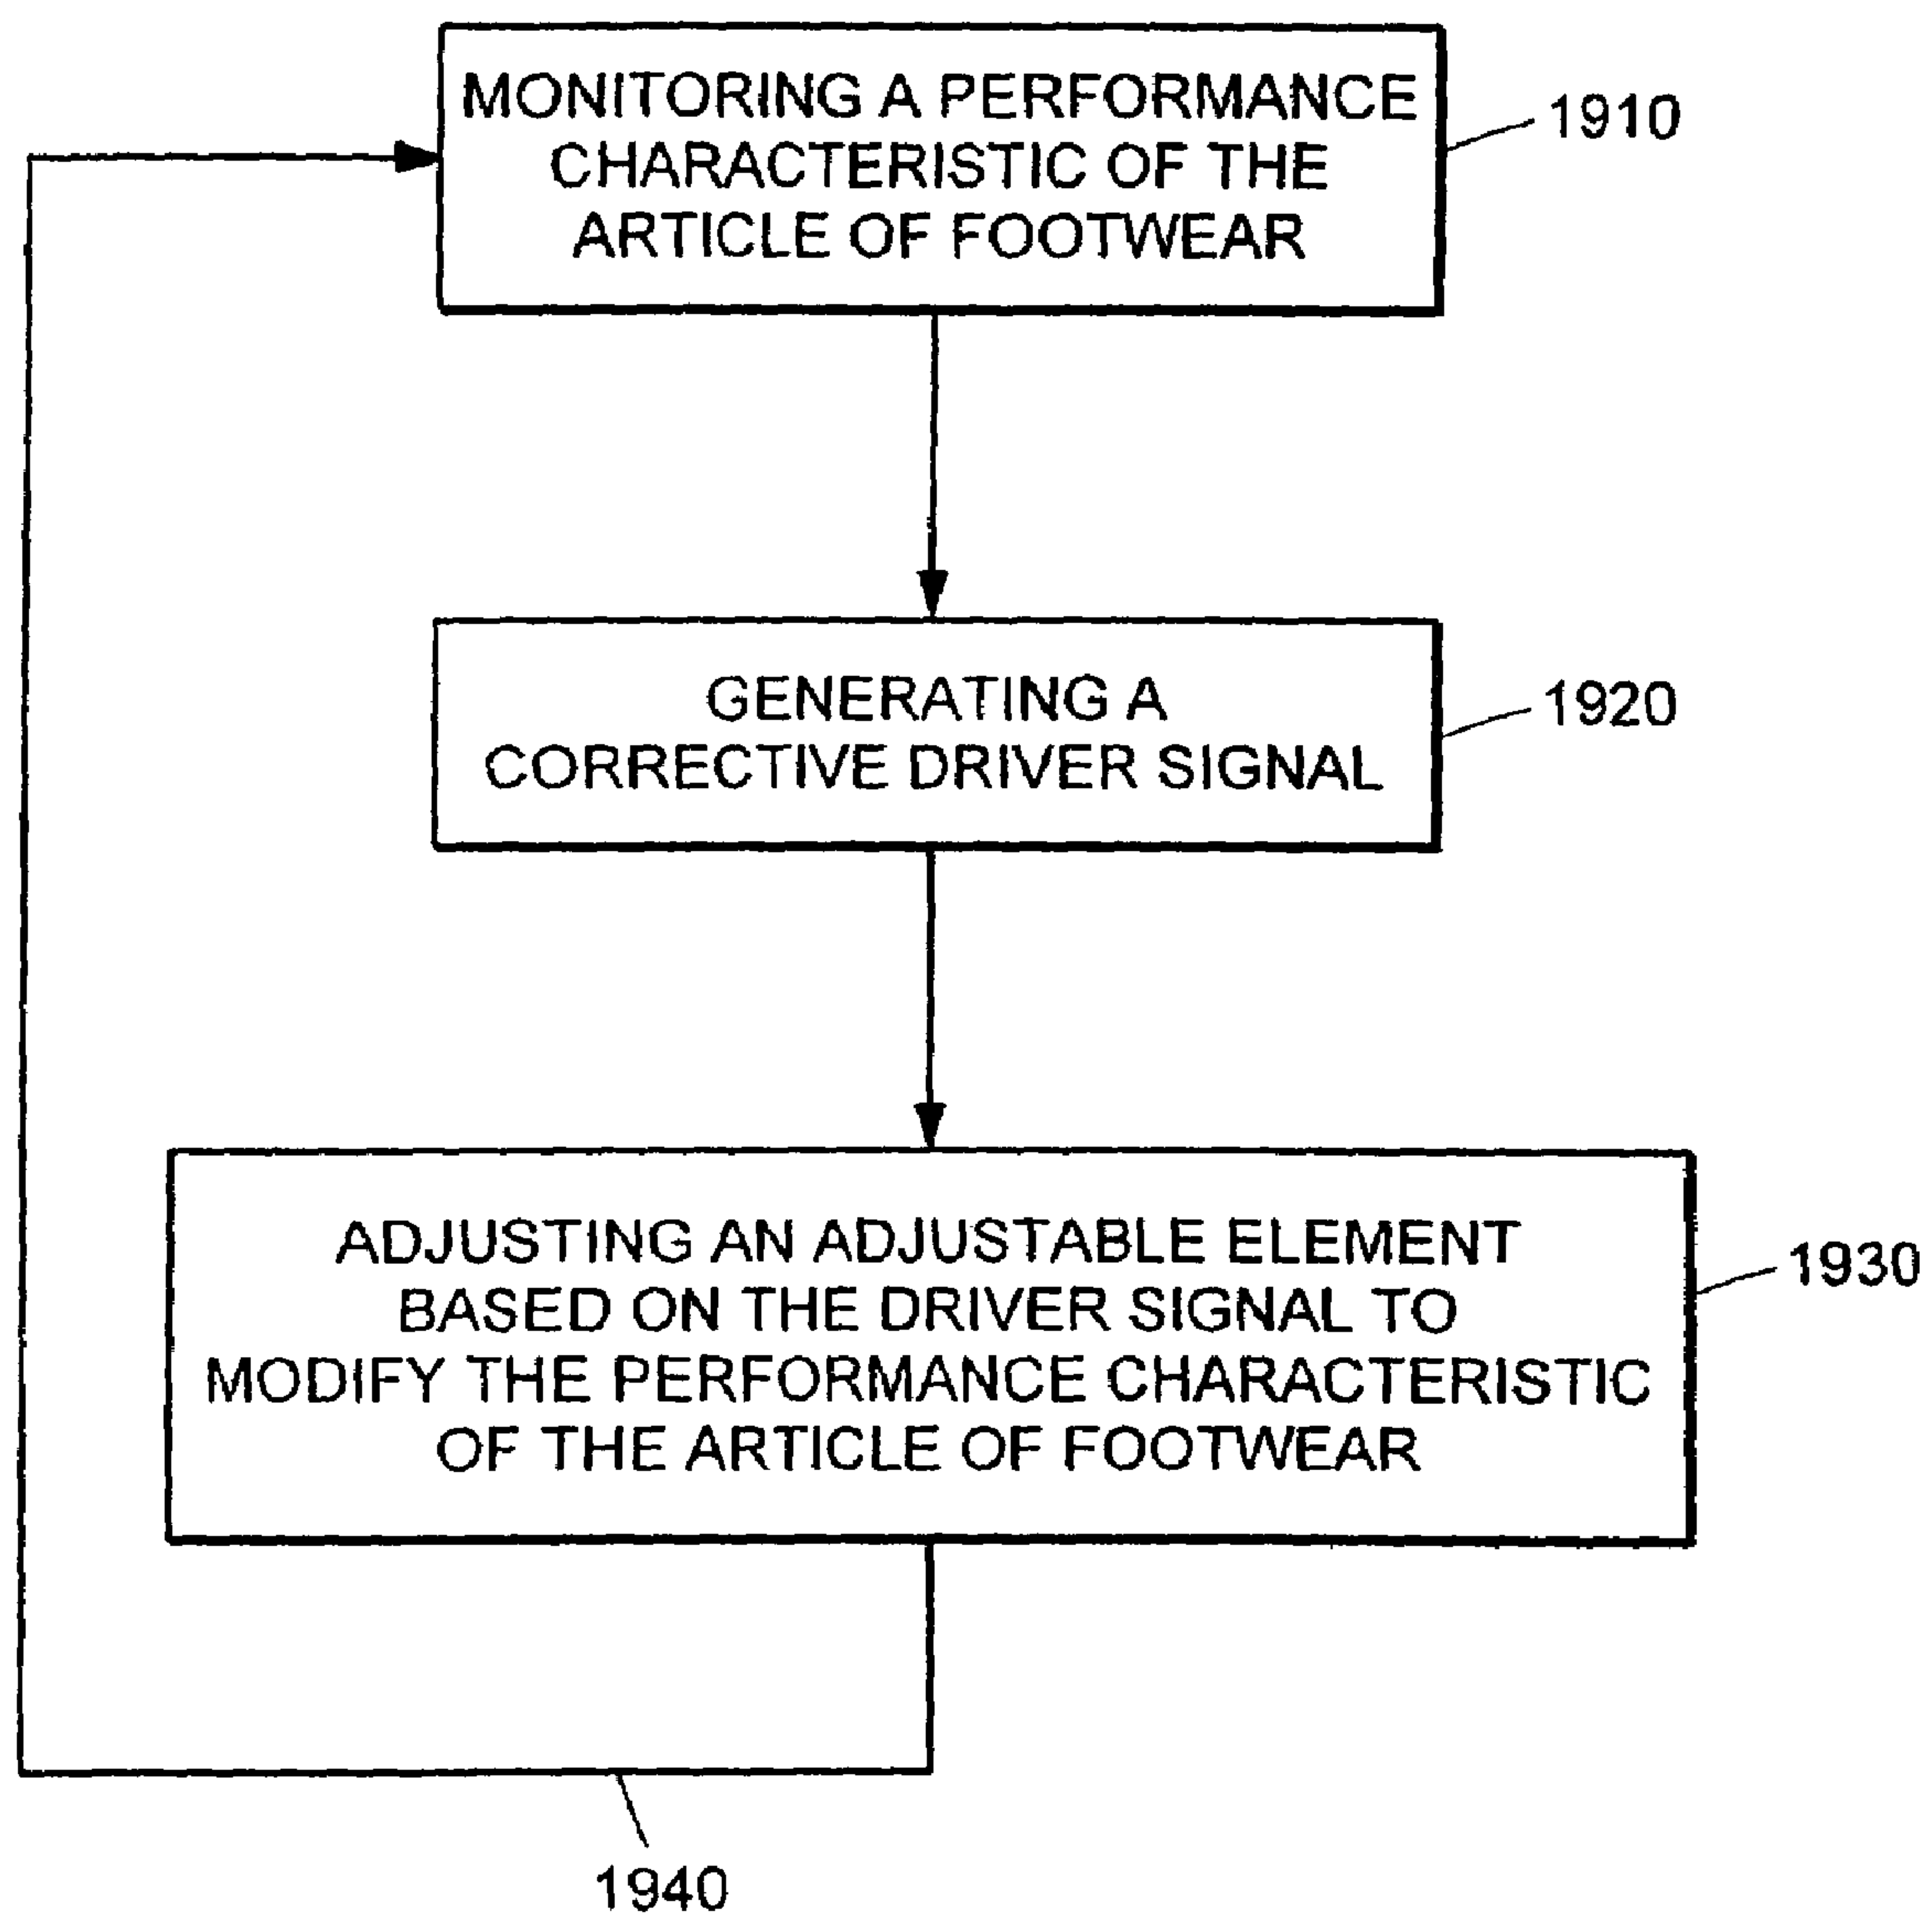 MONITORING A PERFORMANCE
CHARACTERISTIC OF THE
ARTICLE OF FOOTWEAR
1910
GENERATING A
CORRECTIVE DRIVER SIGNAL
1920
ADJUSTING AN ADJUSTABLE ELEMENT
BASED ON THE DRIVER SIGNAL TO
MODIFY THE PERFORMANCE CHARACTERISTIC
OF THE ARTICLE OF FOOTWEAR
1930
1940